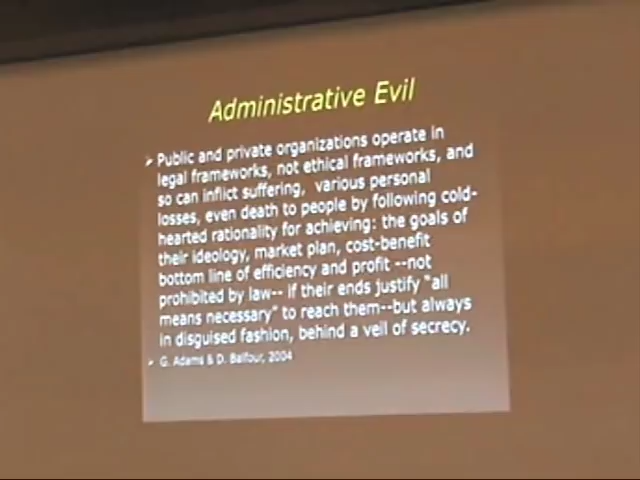 Administrative Evil
Public and private organizations operate in
legal frameworks, not ethical frameworks, and
so can inflict suffering, various personal
losses, even death to people by following cold-
hearted rationality for achieving: the goals of
their ideology, market plan, cost-benefit
bottom line of efficiency and profit --not
prohibited by law-- if their ends justify "all
means necessary" to reach them--but always
in disguised fashion, behind a veil of secrecy.
G. Adams & D. Balfour, 2004